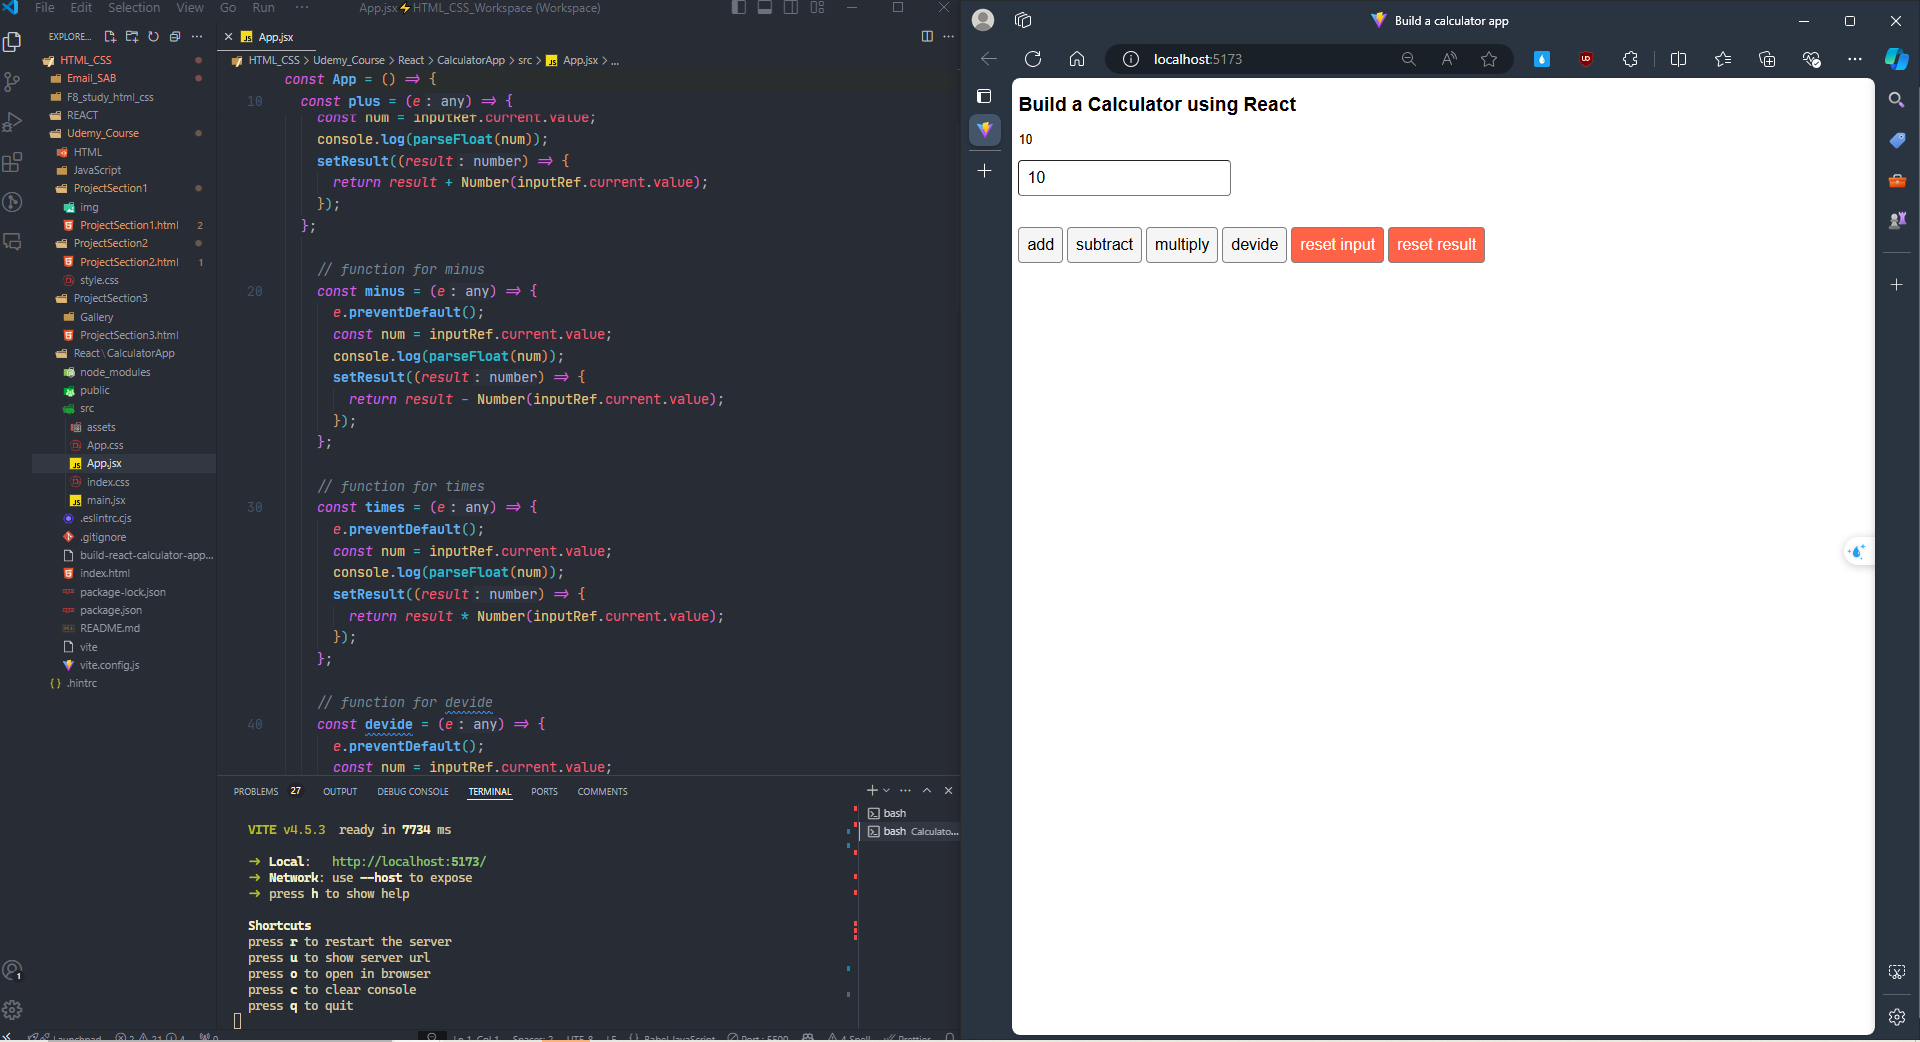 File Edit Selection View Go Run ··· App.jsx⚡HTML_CSS_Workspace (Workspace)
EXPLORE...
HTML_CSS
Email_SAB
F8_study_html_css
REACT
Udemy_Course
HTML
JavaScript
ProjectSection1
img
ProjectSection1.html 2
ProjectSection2
ProjectSection2.html 1
style.css
ProjectSection3
Gallery
ProjectSection3.html
React\CalculatorApp
node_modules
public
src
assets
App.css
App.jsx
index.css
main.jsx
.eslintrc.cjs
.gitignore
build-react-calculator-app...
index.html
package-lock.json
package.json
README.md
vite
vite.config.js
.hintrc
App.jsx
HTML_CSS > Udemy_Course > React > CalculatorApp > src > App.jsx > ...
const App = () ⇒ {
10 const plus = (e: any) ⇒ {
const num = inputRef.current.value;
console.log(parseFloat(num));
setResult((result: number) ⇒ {
return result + Number(inputRef.current.value);
});
};
// function for minus
20 const minus = (e: any) ⇒ {
e.preventDefault();
const num = inputRef.current.value;
console.log(parseFloat(num));
setResult((result: number) ⇒ {
return result - Number(inputRef.current.value);
});
};
// function for times
30 const times = (e: any) ⇒ {
e.preventDefault();
const num = inputRef.current.value;
console.log(parseFloat(num));
setResult((result: number) ⇒ {
return result * Number(inputRef.current.value);
});
};
// function for devide
40 const devide = (e: any) ⇒ {
e.preventDefault();
const num = inputRef.current.value;
PROBLEMS 27 OUTPUT DEBUG CONSOLE TERMINAL PORTS COMMENTS
bash
bash Calculato...
VITE v4.5.3 ready in 7734 ms
→ Local: http://localhost:5173/
→ Network: use --host to expose
→ press h to show help
Shortcuts
press r to restart the server
press u to show server url
press o to open in browser
press c to clear console
press q to quit
Build a calculator app
localhost:5173
Build a Calculator using React
10
10
add subtract multiply devide reset input reset result